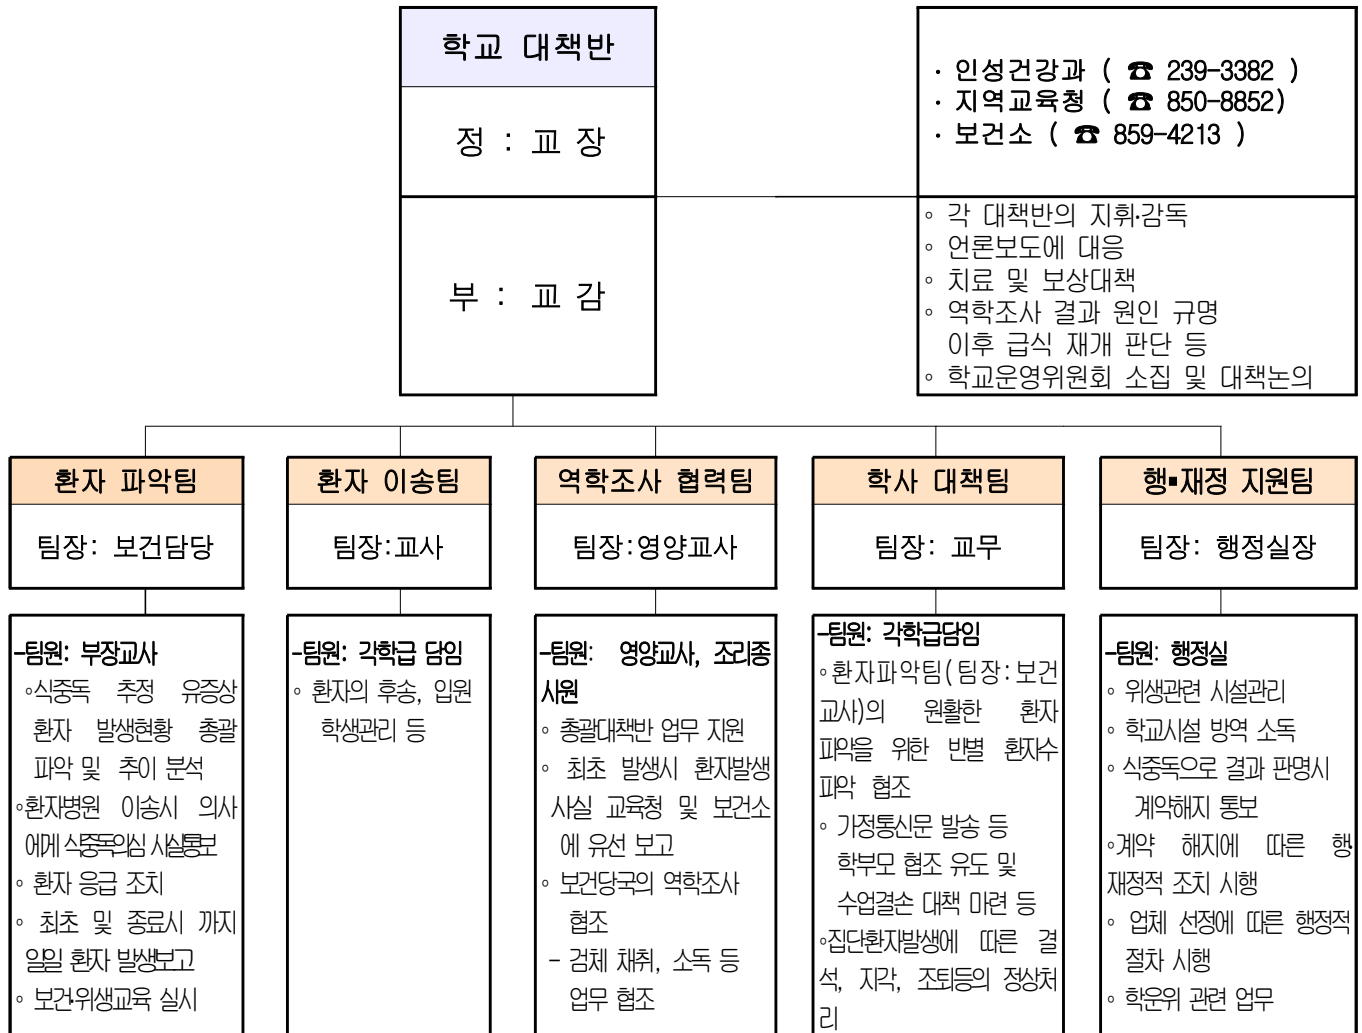 학교 대책반
정 : 교 장
부 : 교 감
· 인성건강과 ( ☎ 239-3382 )
· 지역교육청 ( ☎ 850-8852)
· 보건소 ( ☎ 859-4213 )
◦ 각 대책반의 지휘·감독
◦ 언론보도에 대응
◦ 치료 및 보상대책
◦ 역학조사 결과 원인 규명
이후 급식 재개 판단 등
◦ 학교운영위원회 소집 및 대책논의
환자 파악팀
팀장: 보건담당
-팀원: 부장교사
◦식중독 추정 유증상
환자 발생현황 총괄
파악 및 추이 분석
◦환자병원 이송시 의사
에게 식중독의심 사실통보
◦ 환자 응급 조치
◦ 최초 및 종료시 까지
일일 환자 발생보고
◦ 보건·위생교육 실시
환자 이송팀
팀장:교사
-팀원: 각학급 담임
◦ 환자의 후송, 입원
학생관리 등
역학조사 협력팀
팀장:영양교사
-팀원: 영양교사, 조리종
사원
◦ 총괄대책반 업무 지원
◦ 최초 발생시 환자발생
사실 교육청 및 보건소
에 유선 보고
◦ 보건당국의 역학조사
협조
- 검체 채취, 소독 등
업무 협조
학사 대책팀
팀장: 교무
-팀원: 각학급담임
◦환자파악팀(팀장:보건
교사)의 원활한 환자
파악을 위한 반별 환자수
파악 협조
◦ 가정통신문 발송 등
학부모 협조 유도 및
수업결손 대책 마련 등
◦집단환자발생에 따른 결
석, 지각, 조퇴등의 정상처
리
행▪재정 지원팀
팀장: 행정실장
-팀원: 행정실
◦ 위생관련 시설관리
◦ 학교시설 방역 소독
◦ 식중독으로 결과 판명시
계약해지 통보
◦계약 해지에 따른 행·
재정적 조치 시행
◦ 업체 선정에 따른 행정적
절차 시행
◦ 학운위 관련 업무